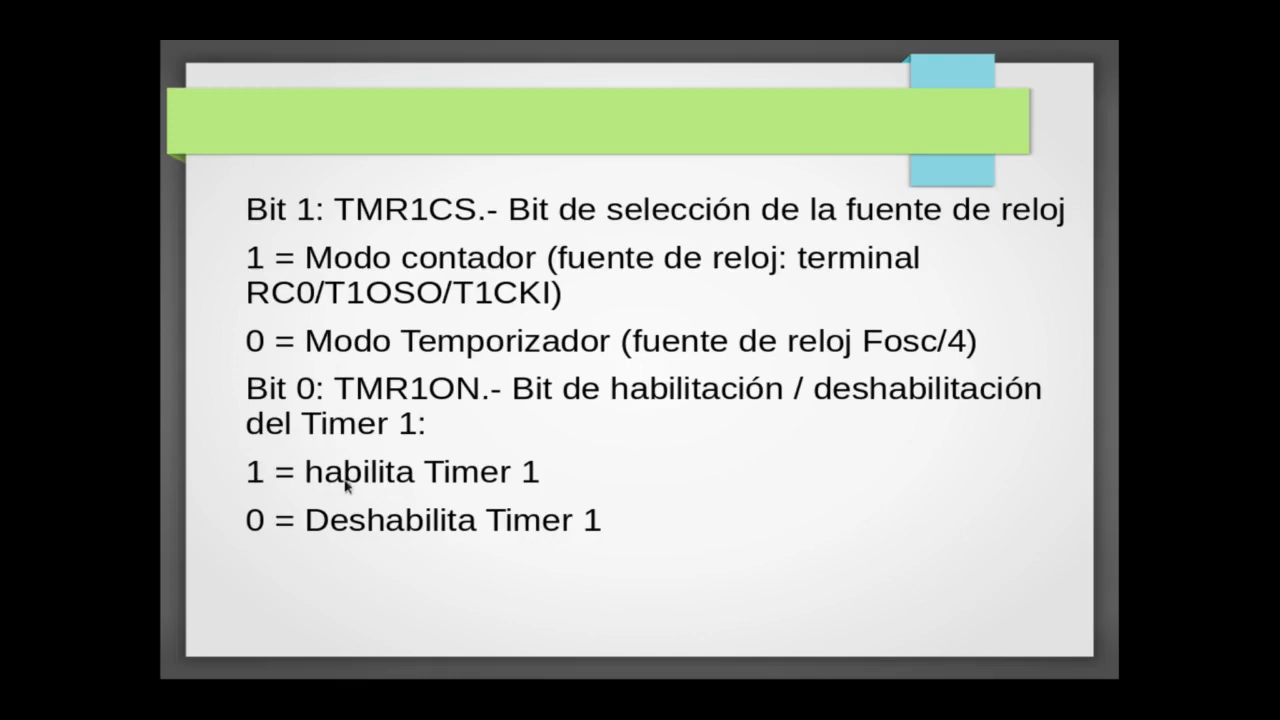 Bit 1: TMR1CS.- Bit de selección de la fuente de reloj
1 = Modo contador (fuente de reloj: terminal
RC0/T1OSO/T1CKI)
0 = Modo Temporizador (fuente de reloj Fosc/4)
Bit 0: TMR1ON.- Bit de habilitación / deshabilitación
del Timer 1:
1 = habilita Timer 1
0 = Deshabilita Timer 1